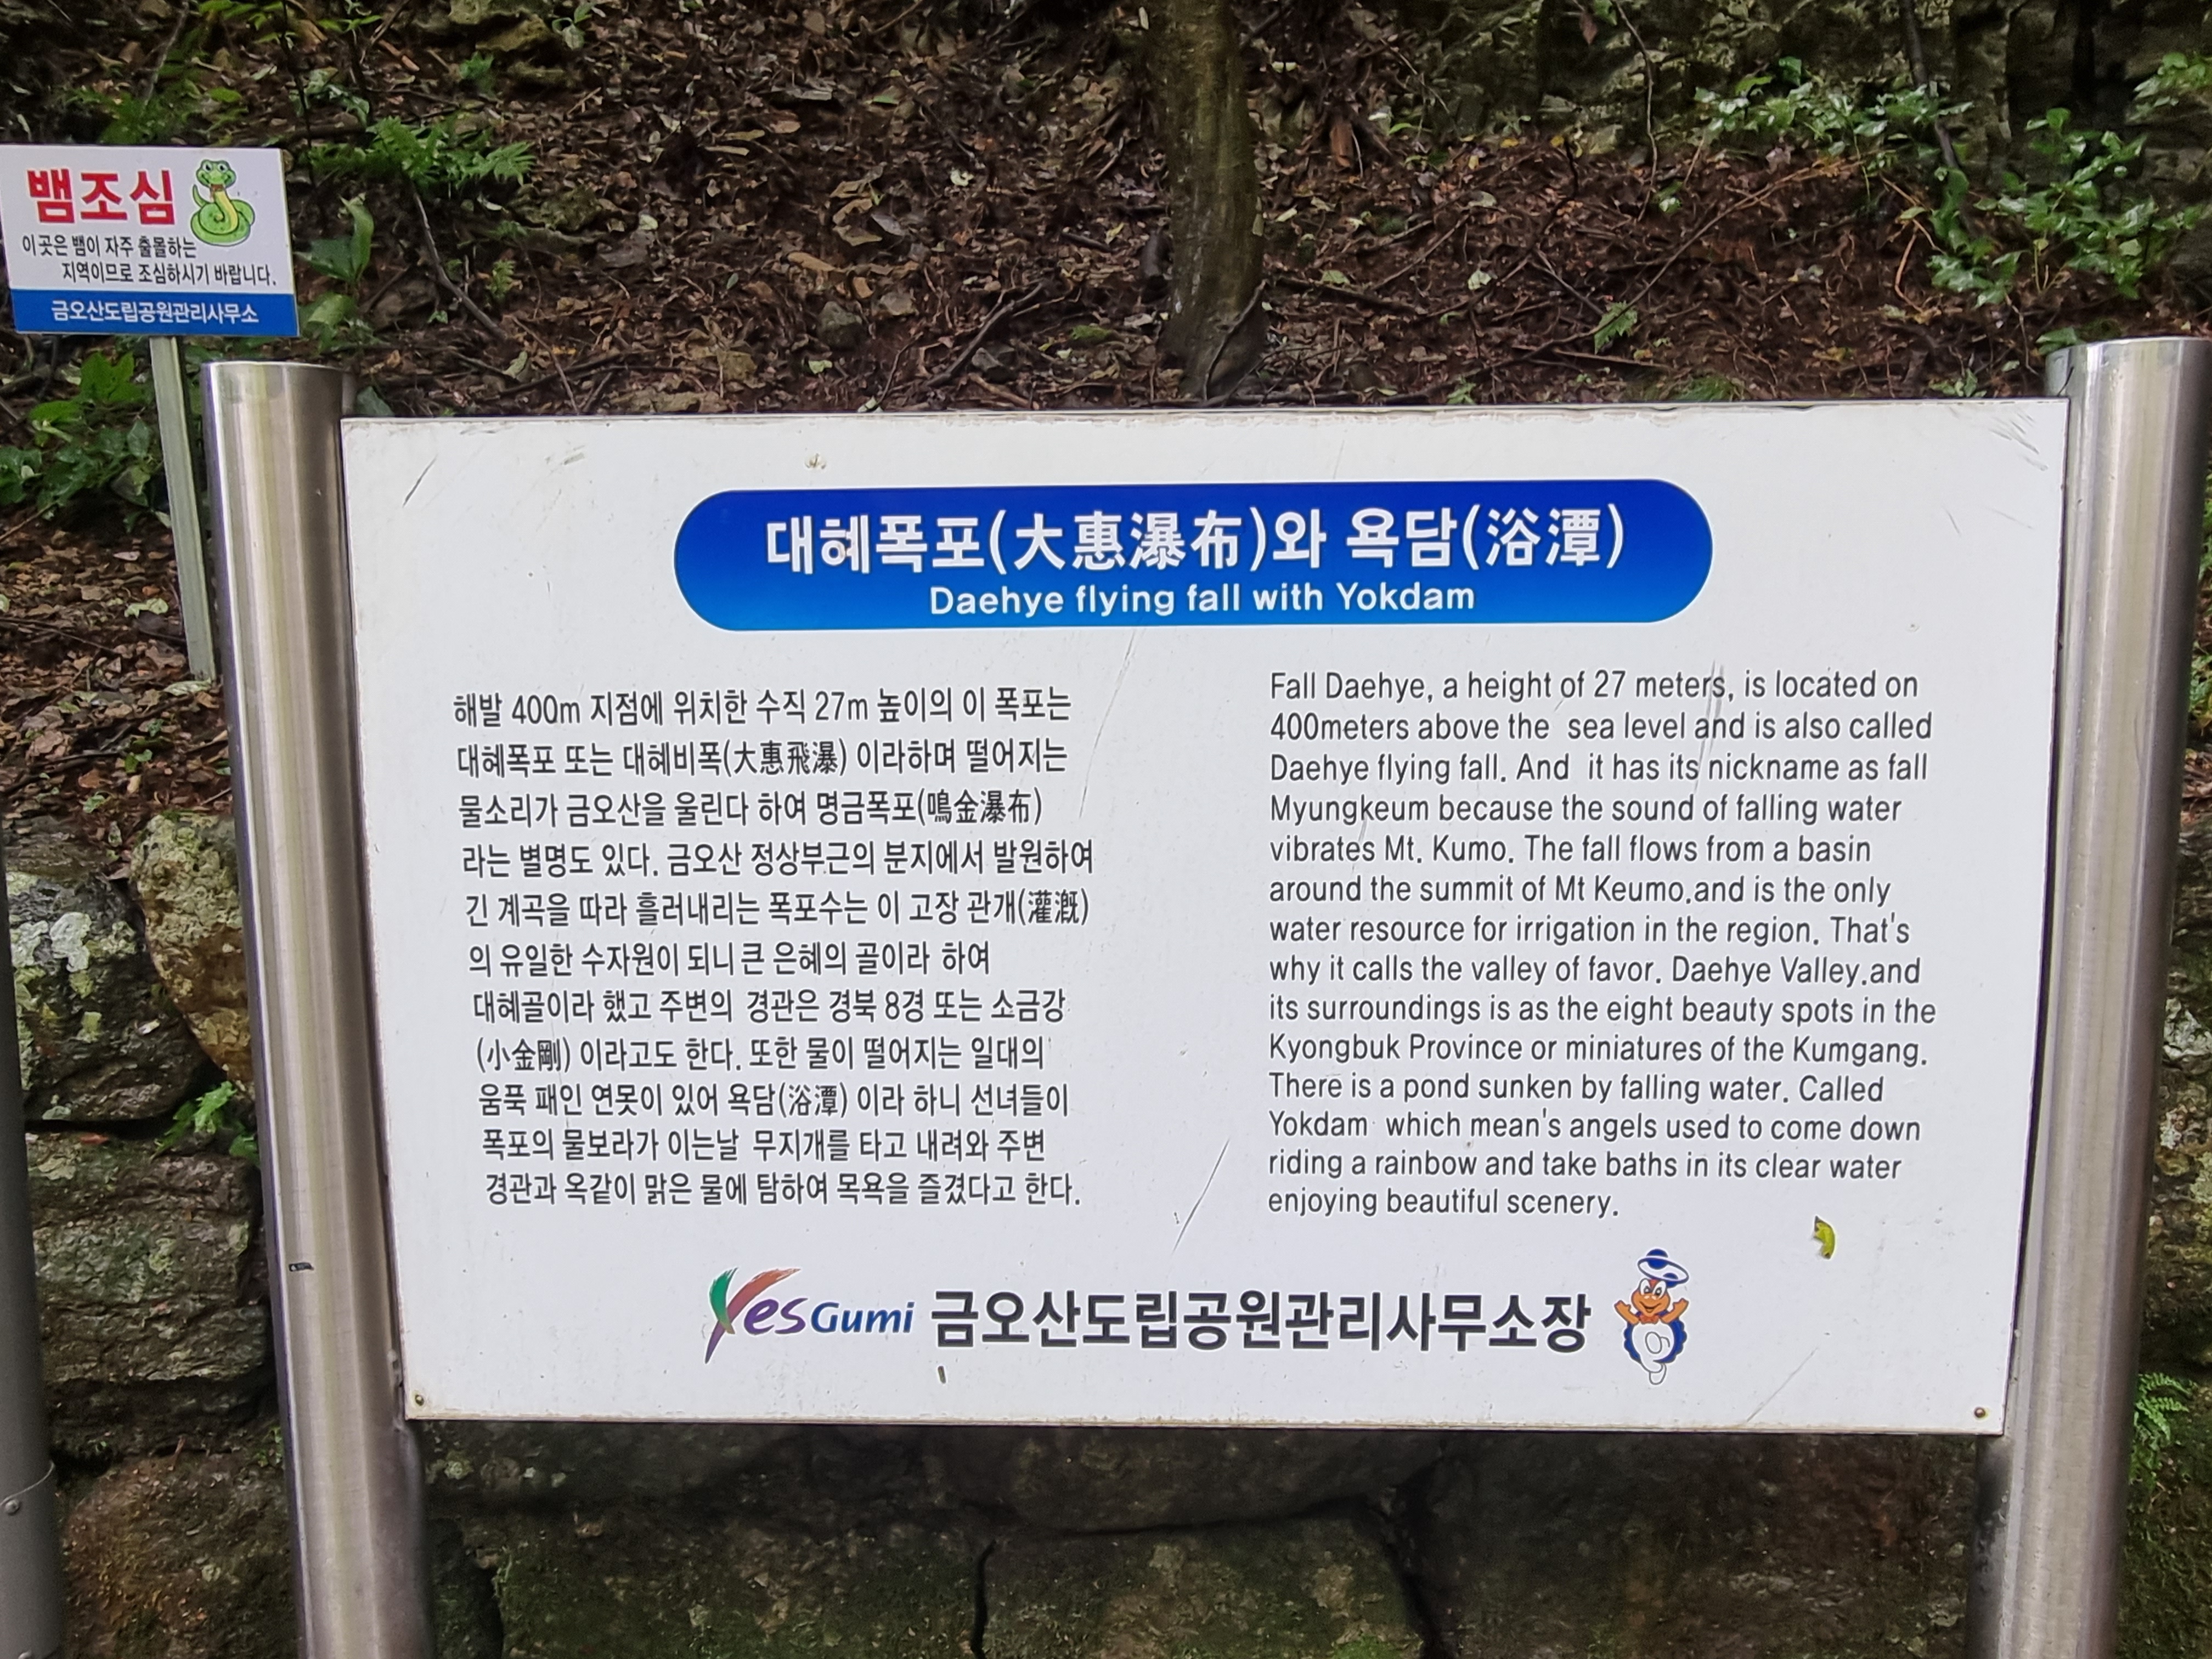 뱀조심
이곳은 뱀이 자주 출몰하는
지역이므로 조심하시기 바랍니다.
금오산도립공원관리사무소
대혜폭포(大惠瀑布)와 욕담(浴潭)
Daehye flying fall with Yokdam
해발 400m 지점에 위치한 수직 27m 높이의 이 폭포는
대혜폭포 또는 대혜비폭(大惠飛瀑) 이라하며 떨어지는
물소리가 금오산을 울린다 하여 명금폭포(鳴金瀑布)
라는 별명도 있다. 금오산 정상부근의 분지에서 발원하여
긴 계곡을 따라 흘러내리는 폭포수는 이 고장 관개(灌漑)
의 유일한 수자원이 되니 큰 은혜의 골이라 하여
대혜골이라 했고 주변의 경관은 경북 8경 또는 소금강
(小金剛) 이라고도 한다. 또한 물이 떨어지는 일대의
움푹 패인 연못이 있어 욕담(浴潭) 이라 하니 선녀들이
폭포의 물보라가 이는날 무지개를 타고 내려와 주변
경관과 옥같이 맑은 물에 탐하여 목욕을 즐겼다고 한다.
Fall Daehye, a height of 27 meters, is located on
400meters above the sea level and is also called
Daehye flying fall. And it has its nickname as fall
Myungkeum because the sound of falling water
vibrates Mt. Kumo. The fall flows from a basin
around the summit of Mt Keumo.and is the only
water resource for irrigation in the region. That's
why it calls the valley of favor. Daehye Valley.and
its surroundings is as the eight beauty spots in the
Kyongbuk Province or miniatures of the Kumgang.
There is a pond sunken by falling water. Called
Yokdam which mean's angels used to come down
riding a rainbow and take baths in its clear water
enjoying beautiful scenery.
Yes Gumi 금오산도립공원관리사무소장